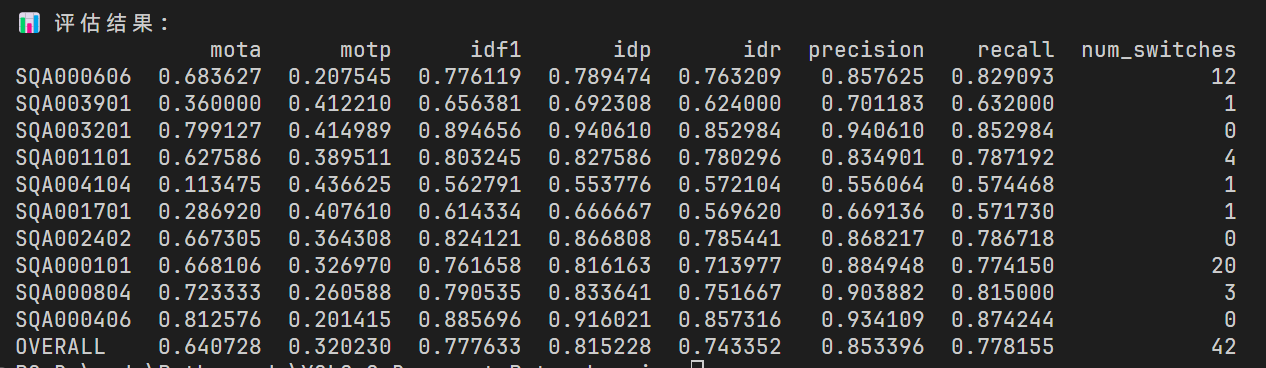 📊 评估结果：
mota motp idf1 idp idr precision recall num_switches
SQA000606 0.683627 0.207545 0.776119 0.789474 0.763209 0.857625 0.829093 12
SQA003901 0.360000 0.412210 0.656381 0.692308 0.624000 0.701183 0.632000 1
SQA003201 0.799127 0.414989 0.894656 0.940610 0.852984 0.940610 0.852984 0
SQA001101 0.627586 0.389511 0.803245 0.827586 0.780296 0.834901 0.787192 4
SQA004104 0.113475 0.436625 0.562791 0.553776 0.572104 0.556064 0.574468 1
SQA001701 0.286920 0.407610 0.614334 0.666667 0.569620 0.669136 0.571730 1
SQA002402 0.667305 0.364308 0.824121 0.866808 0.785441 0.868217 0.786718 0
SQA000101 0.668106 0.326970 0.761658 0.816163 0.713977 0.884948 0.774150 20
SQA000804 0.723333 0.260588 0.790535 0.833641 0.751667 0.903882 0.815000 3
SQA000406 0.812576 0.201415 0.885696 0.916021 0.857316 0.934109 0.874244 0
OVERALL 0.640728 0.320230 0.777633 0.815228 0.743352 0.853396 0.778155 42